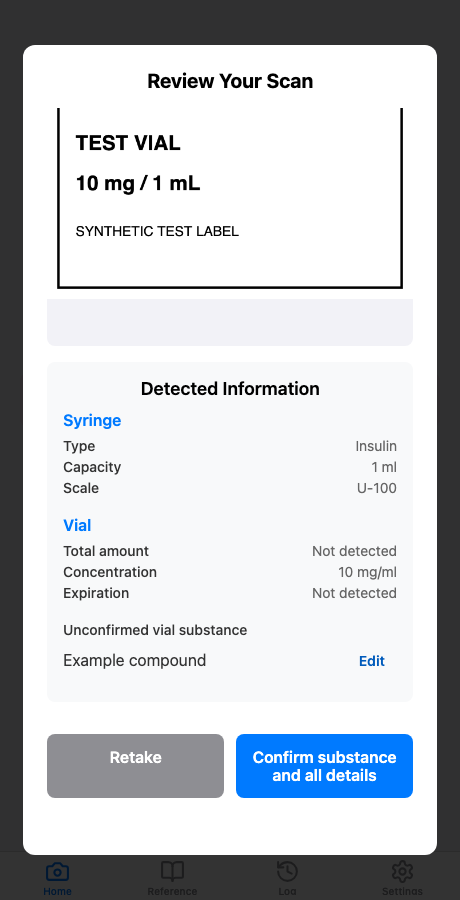 Review Your Scan
TEST VIAL
10 mg / 1 mL
SYNTHETIC TEST LABEL
Detected Information
Syringe
Type Insulin
Capacity 1 ml
Scale U-100
Vial
Total amount Not detected
Concentration 10 mg/ml
Expiration Not detected
Unconfirmed vial substance
Example compound Edit
Retake
Confirm substance
and all details
Home Reference Log Settings